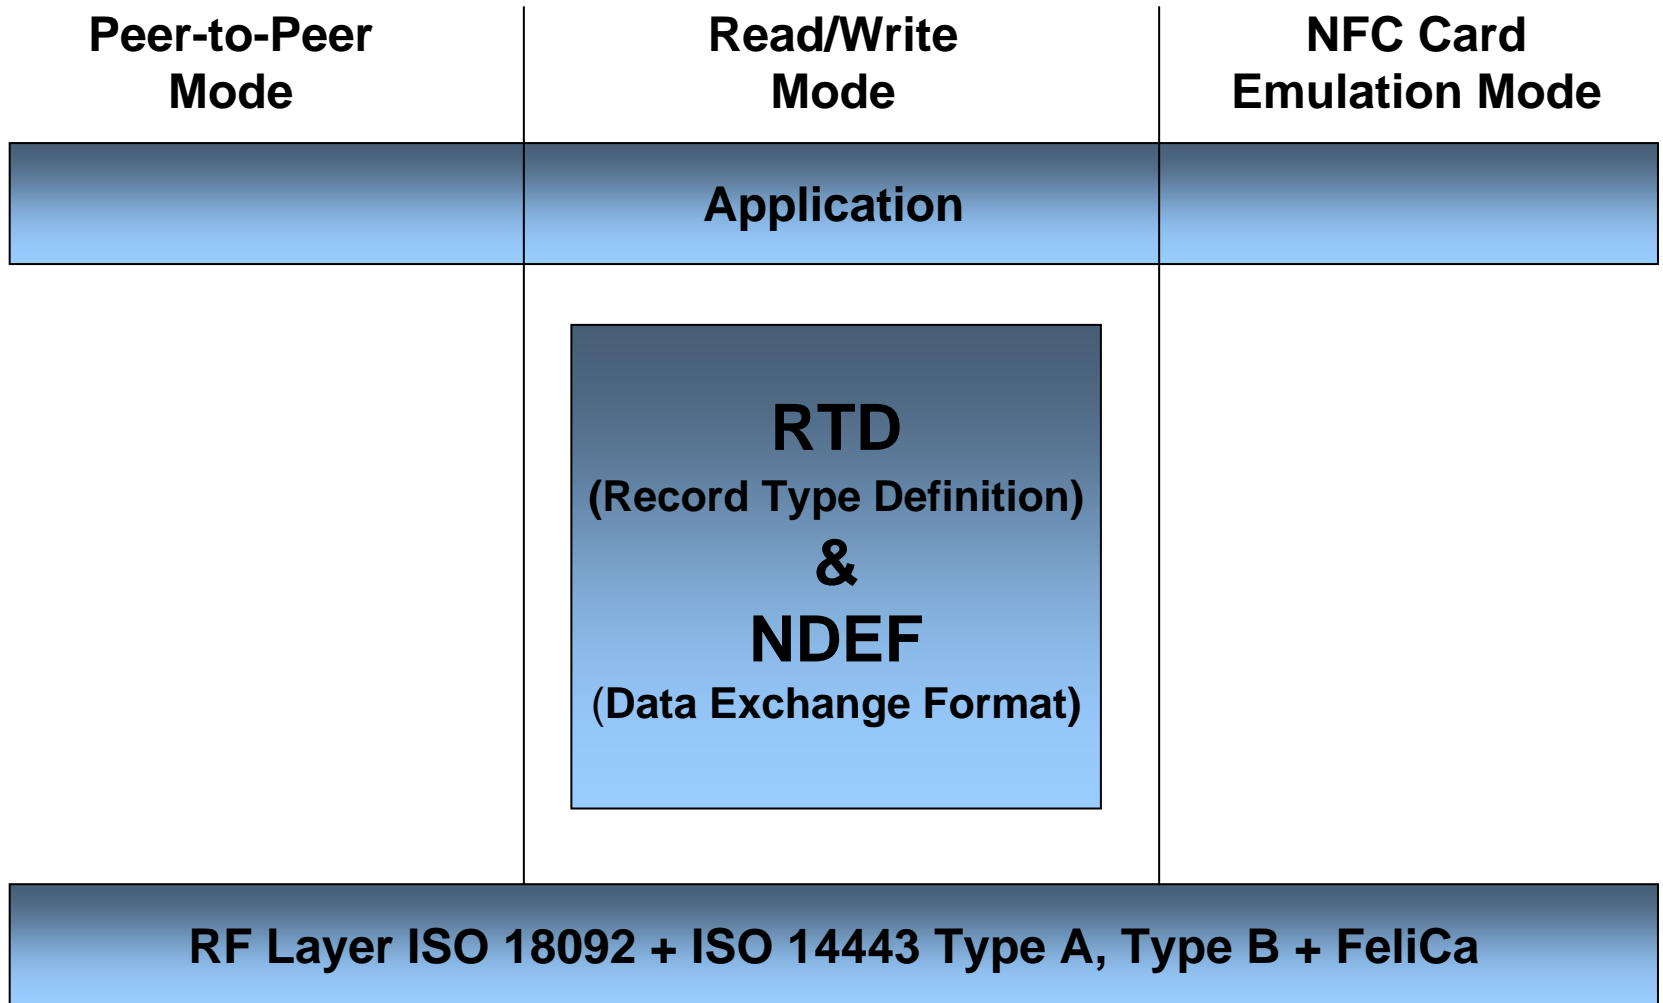 Peer-to-Peer
Mode
Read/Write
Mode
NFC Card
Emulation Mode
Application
RTD
(Record Type Definition)
&
NDEF
(Data Exchange Format)
RF Layer ISO 18092 + ISO 14443 Type A, Type B + FeliCa